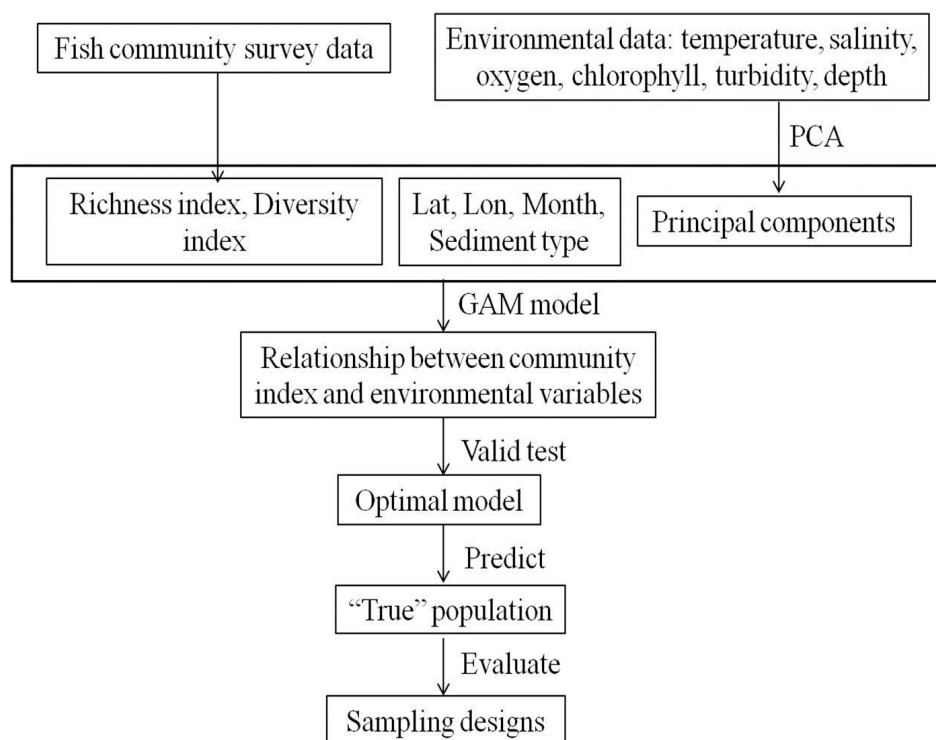 Fish community survey data
Environmental data: temperature, salinity,
oxygen, chlorophyll, turbidity, depth
PCA
Richness index, Diversity
index
Lat, Lon, Month,
Sediment type
Principal components
GAM model
Relationship between community
index and environmental variables
Valid test
Optimal model
Predict
“True” population
Evaluate
Sampling designs